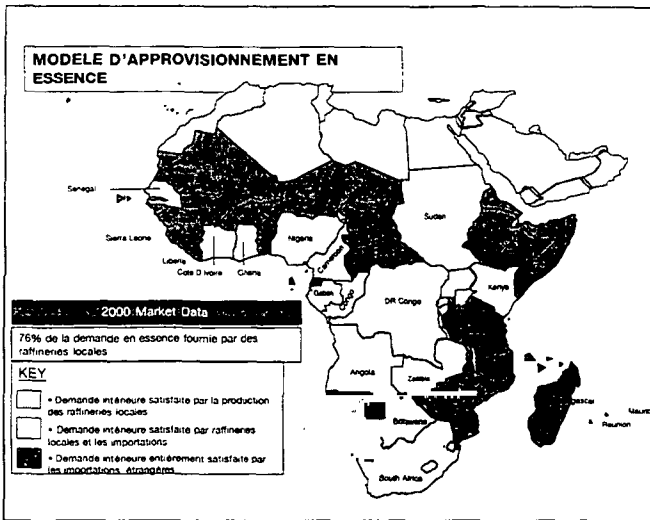 MODELE D'APPROVISIONNEMENT EN
ESSENCE
Senegal
Sierra Leone
Liberia
Cote D Ivoire
Ghana
Nigeria
Cameroon
Sudan
Gabon
Congo
DR Congo
Kenya
Angola
Zambia
Botswana
South Africa
Reunion
2000 Market Data
76% de la demande en essence fournie par des
raffineries locales
KEY
• Demande intérieure satisfaite par la production
des raffineries locales
• Demande intérieure satisfaite par raffineries
locales et les importations
• Demande intérieure entièrement satisfaite par
les importations étrangères